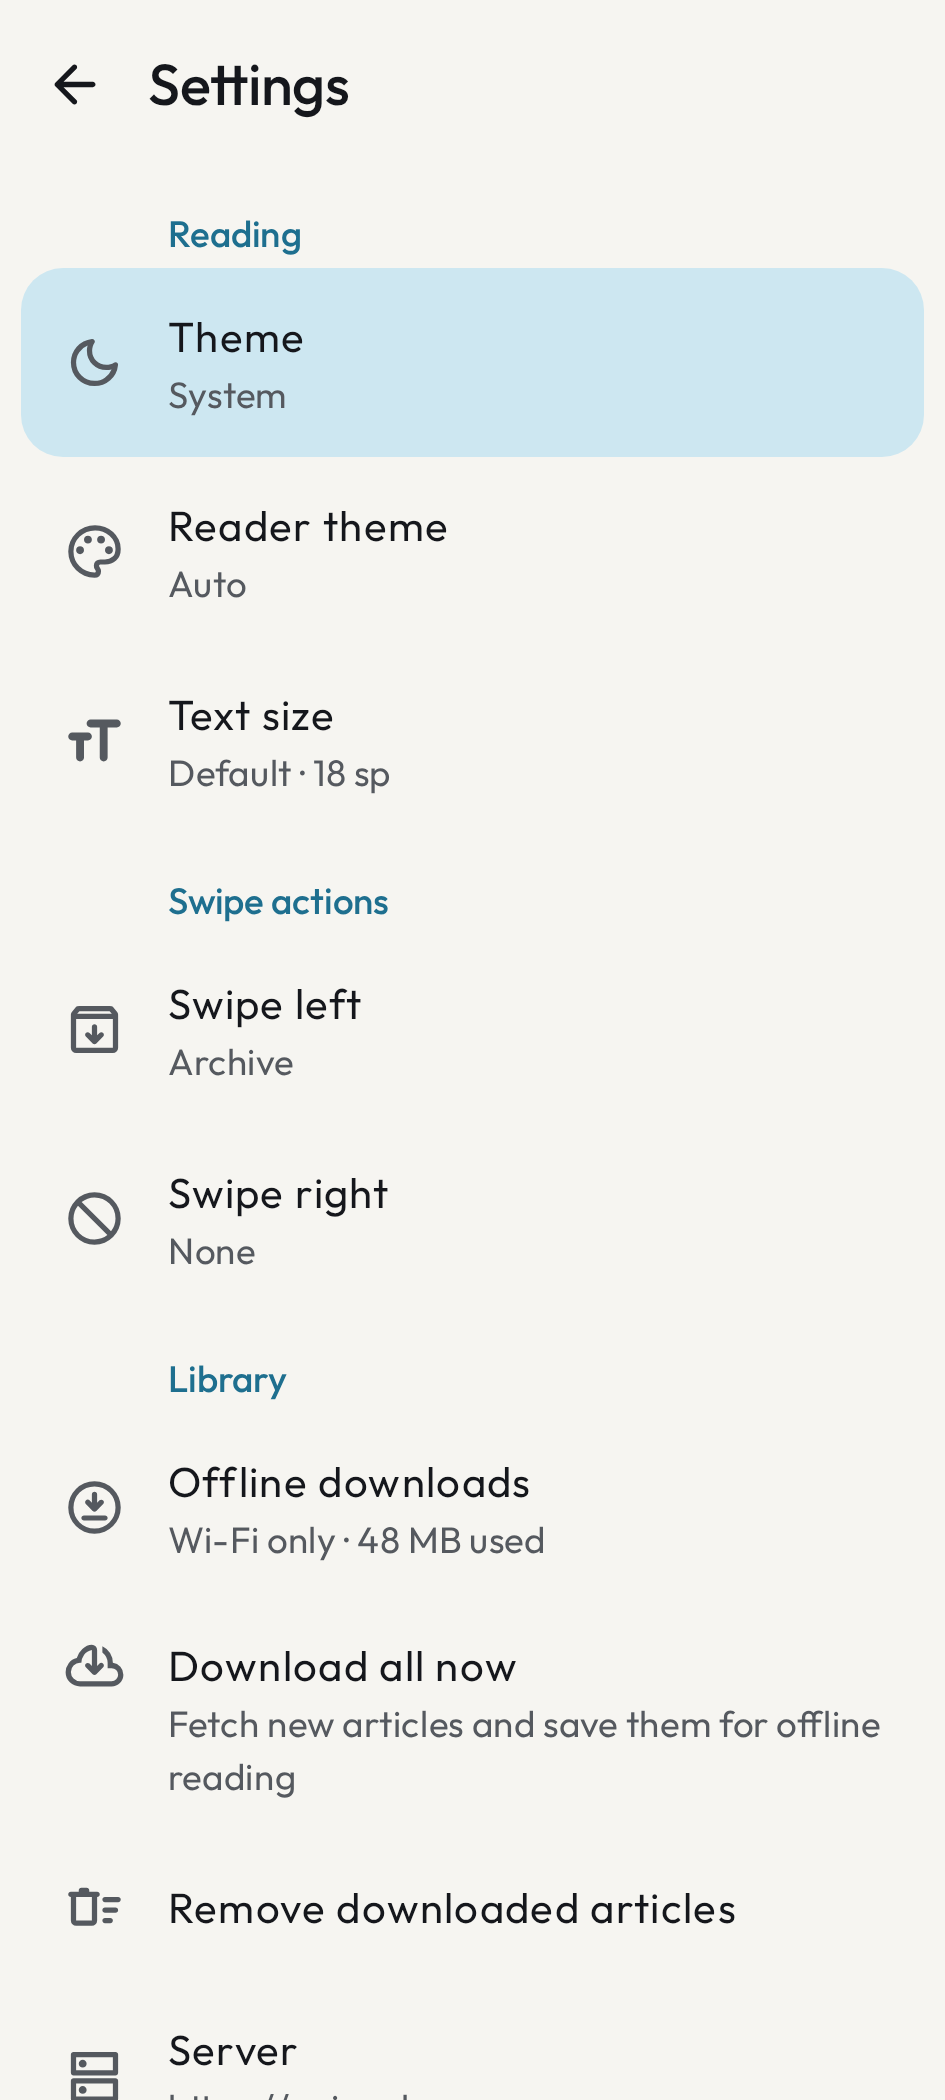 Settings
Reading
Theme
System
Reader theme
Auto
Text size
Default · 18 sp
Swipe actions
Swipe left
Archive
Swipe right
None
Library
Offline downloads
Wi-Fi only · 48 MB used
Download all now
Fetch new articles and save them for offline
reading
Remove downloaded articles
Server